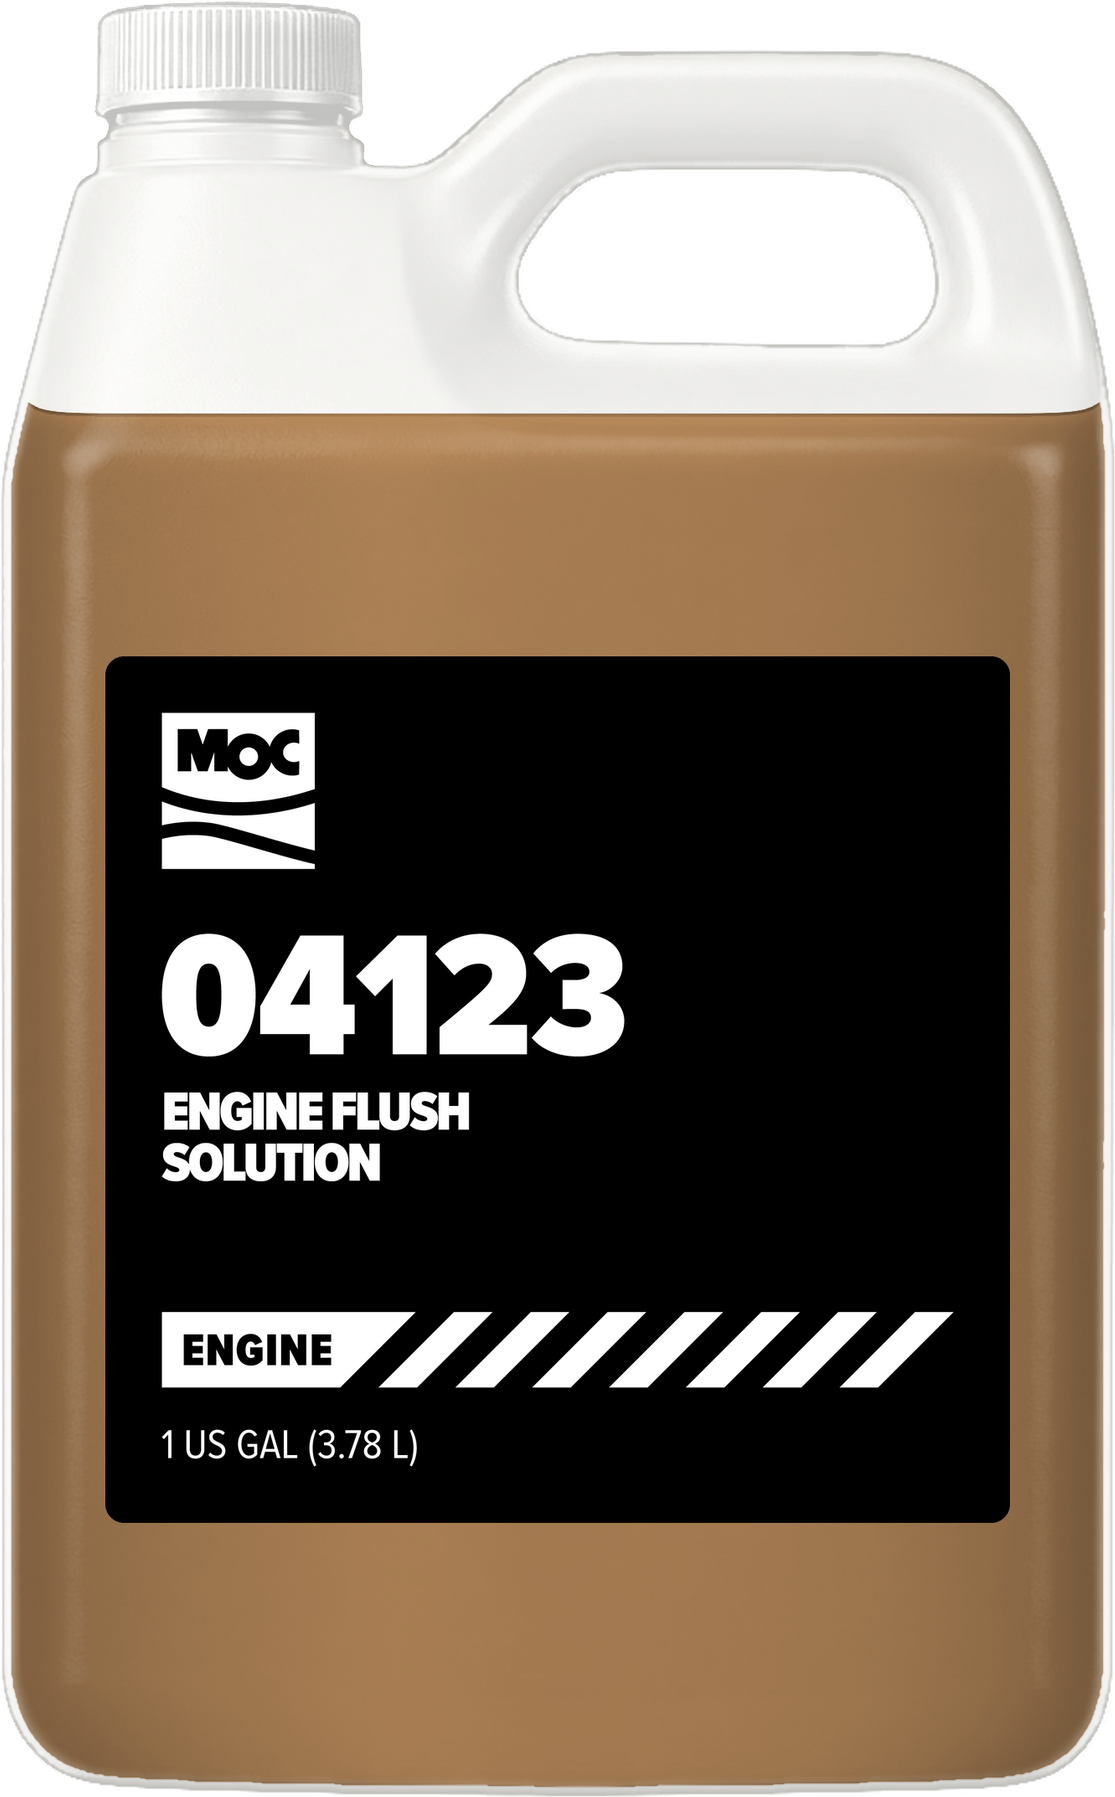 MOC
04123
ENGINE FLUSH
SOLUTION
ENGINE
1 US GAL (3.78 L)